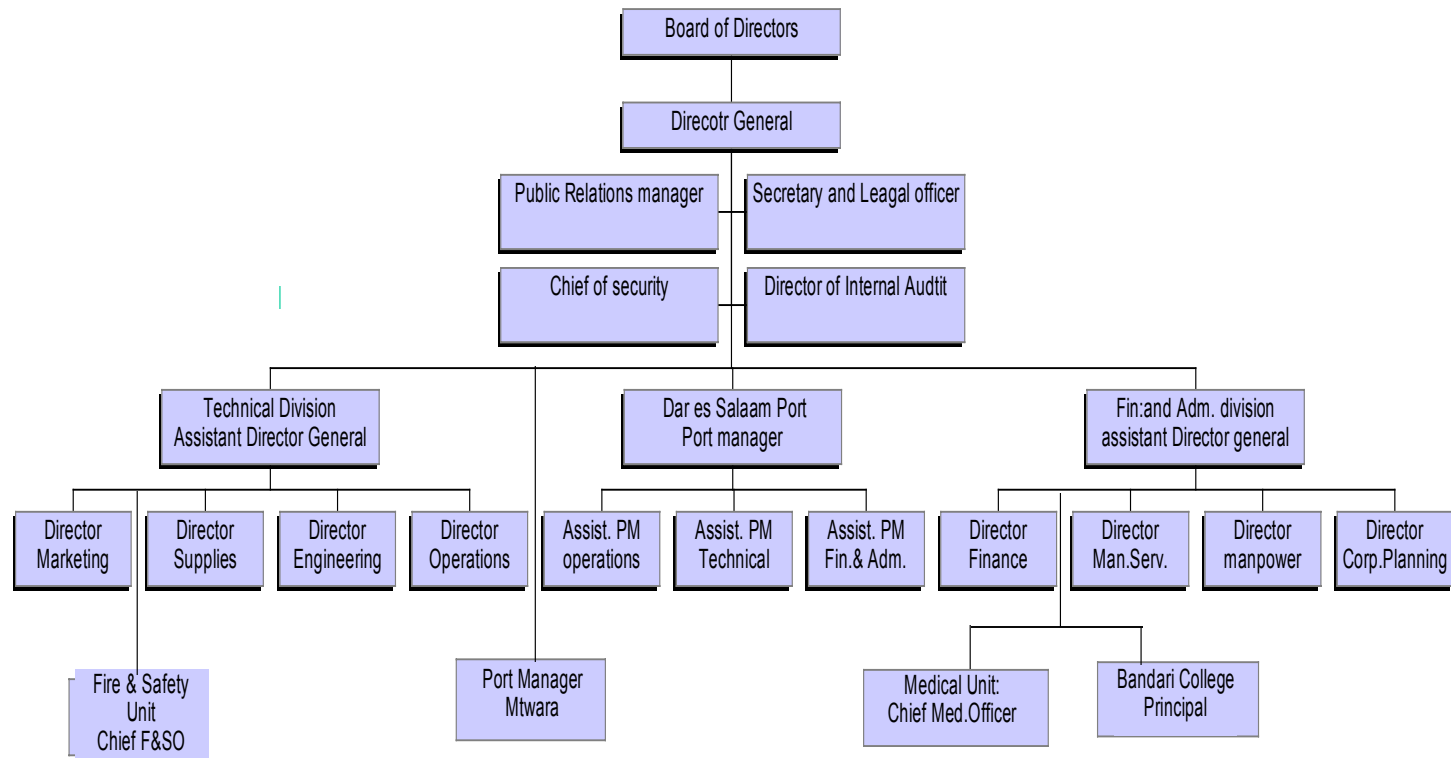 Board of Directors
Direcotr General
Public Relations manager
Secretary and Leagal officer
Chief of security
Director of Internal Audtit
Technical Division
Assistant Director General
Dar es Salaam Port
Port manager
Fin:and Adm. division
assistant Director general
Director
Marketing
Director
Supplies
Director
Engineering
Director
Operations
Assist. PM
operations
Assist. PM
Technical
Assist. PM
Fin.& Adm.
Director
Finance
Director
Man.Serv.
Director
manpower
Director
Corp.Planning
Fire & Safety
Unit
Chief F&SO
Port Manager
Mtwara
Medical Unit:
Chief Med.Officer
Bandari College
Principal